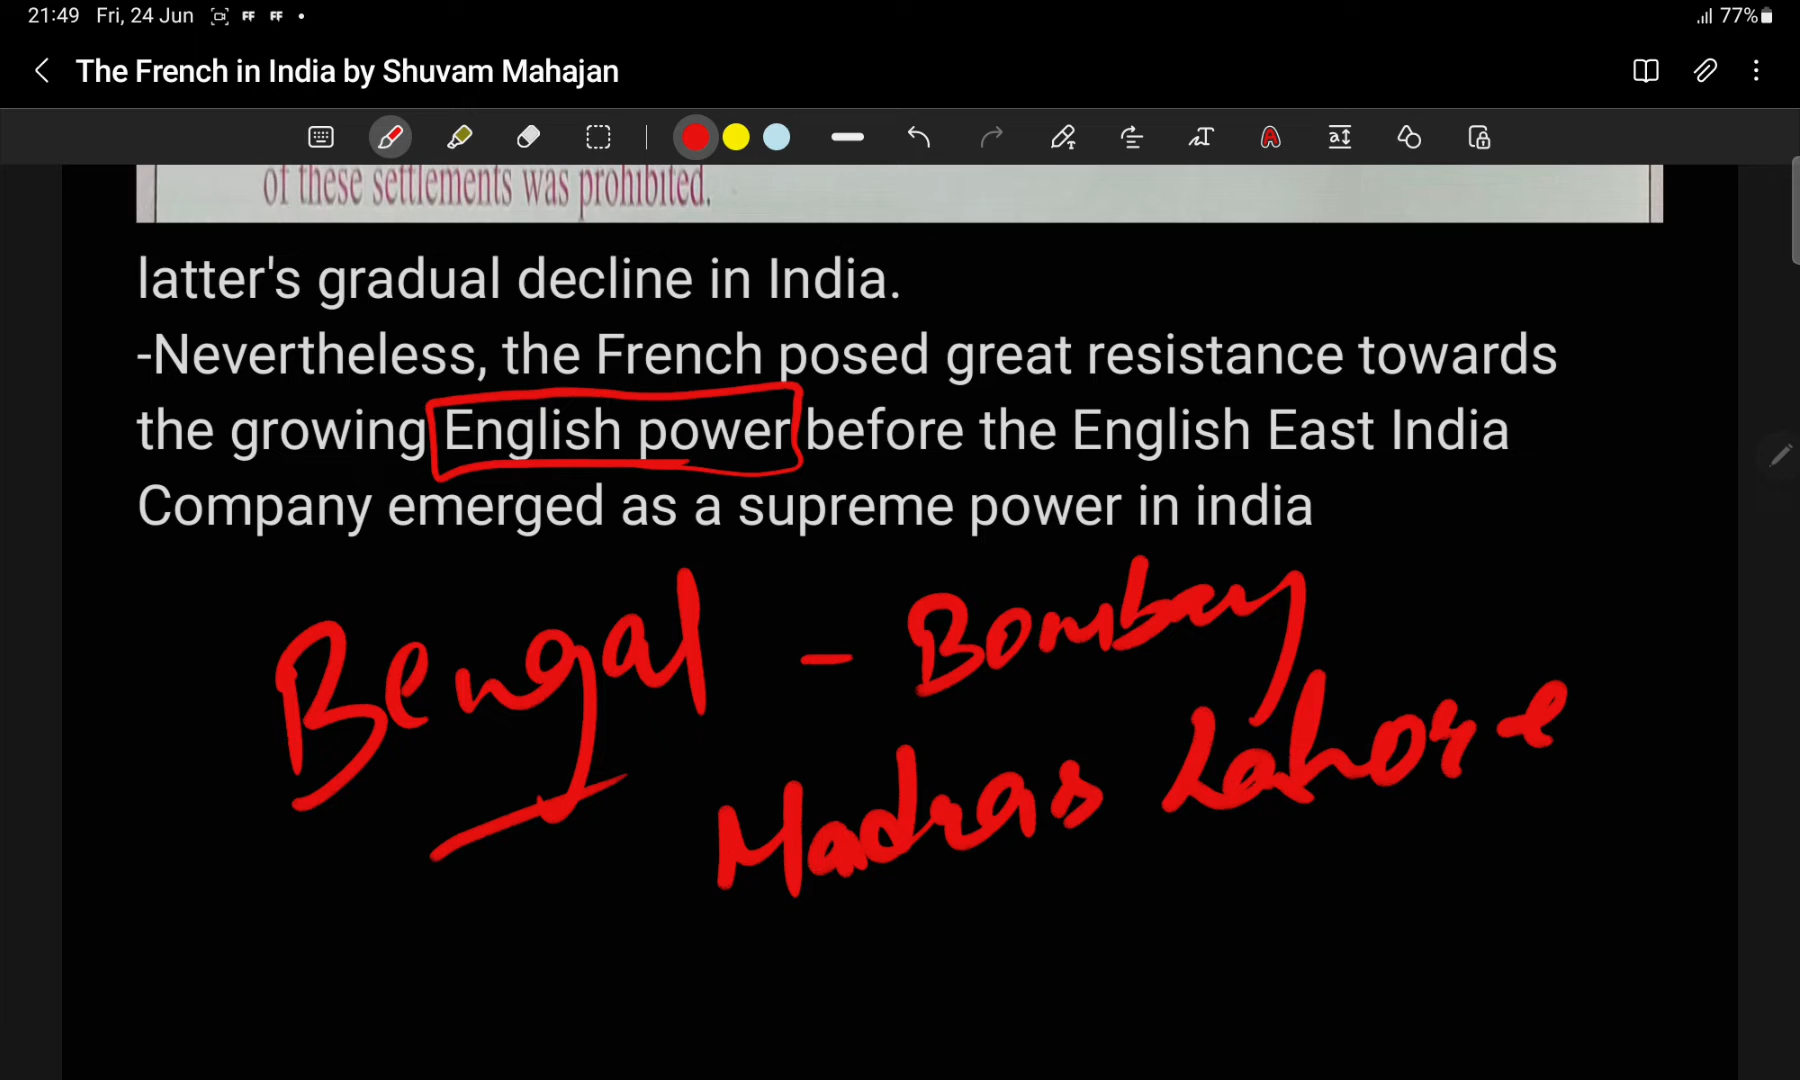 21:49 Fri, 24 Jun FF FF 77%
The French in India by Shuvam Mahajan
of these settlements was prohibited.
latter's gradual decline in India.
-Nevertheless, the French posed great resistance towards
the growing English power before the English East India
Company emerged as a supreme power in india
Bengal - Bombay
Madras Lahore